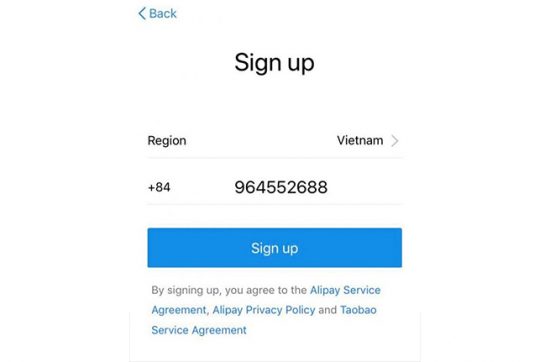 Back
Sign up
Region Vietnam
+84 964552688
Sign up
By signing up, you agree to the Alipay Service
Agreement, Alipay Privacy Policy and Taobao
Service Agreement